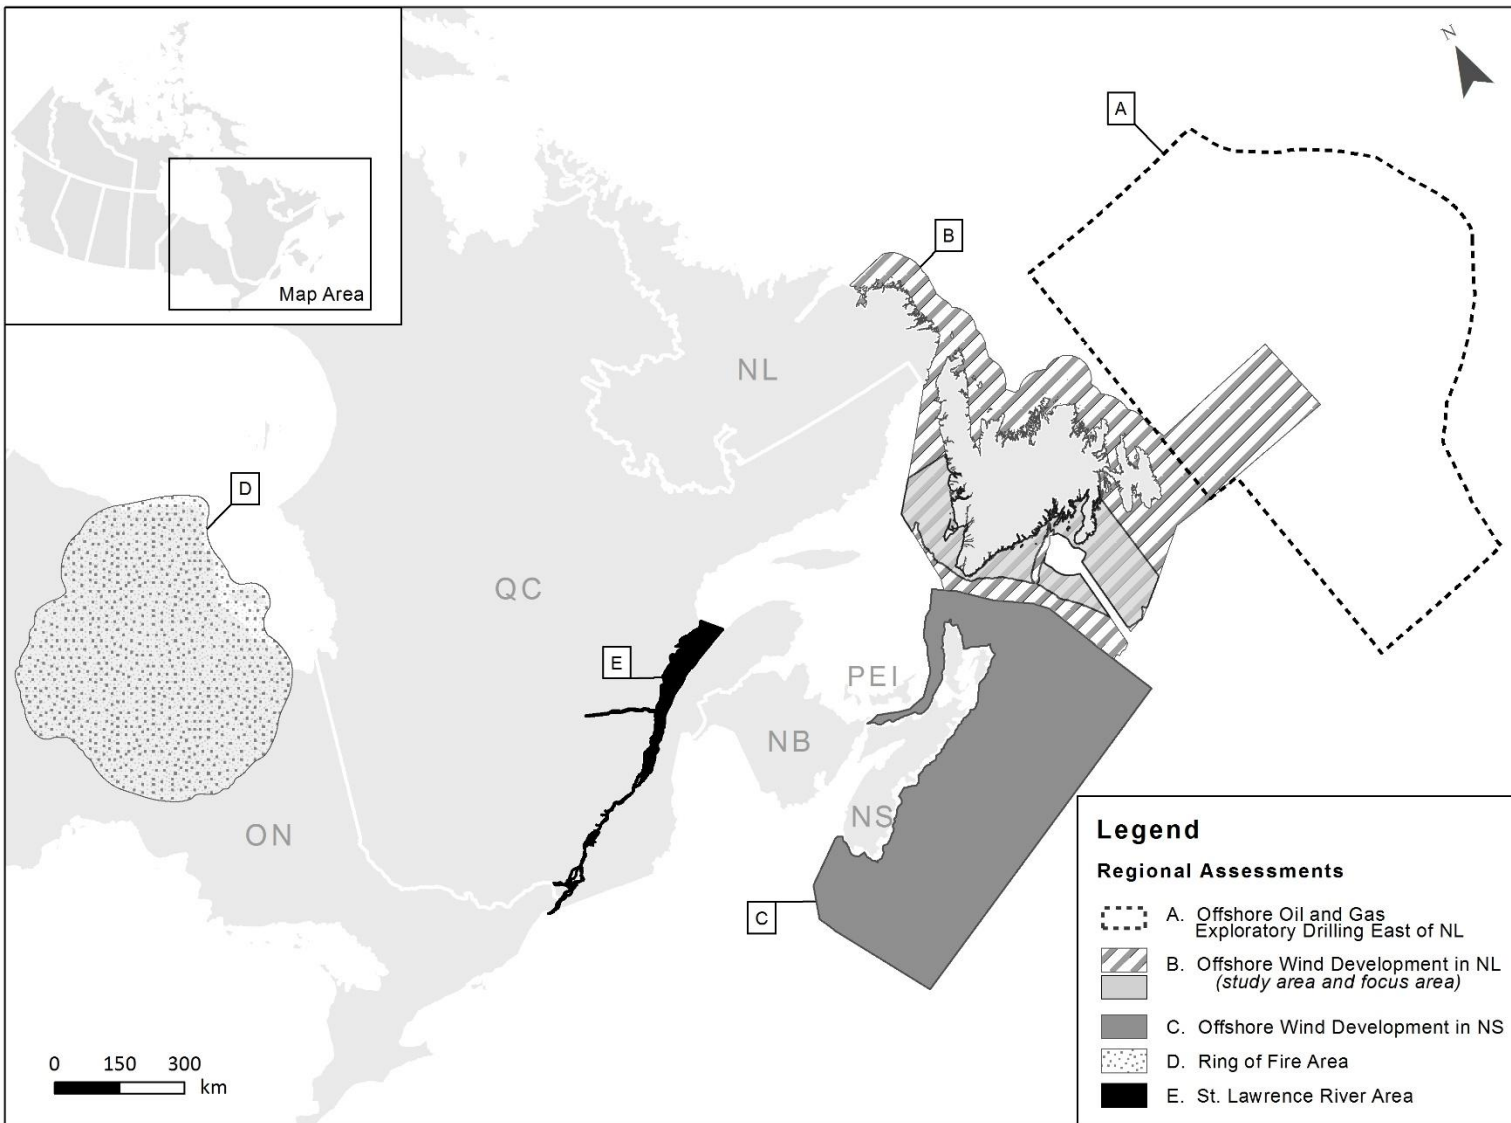 N
A
B
Map Area
NL
D
QC
E
PEI
NB
NS
ON
C
Legend
Regional Assessments
A. Offshore Oil and Gas
Exploratory Drilling East of NL
B. Offshore Wind Development in NL
(study area and focus area)
C. Offshore Wind Development in NS
D. Ring of Fire Area
E. St. Lawrence River Area
0 150 300
km